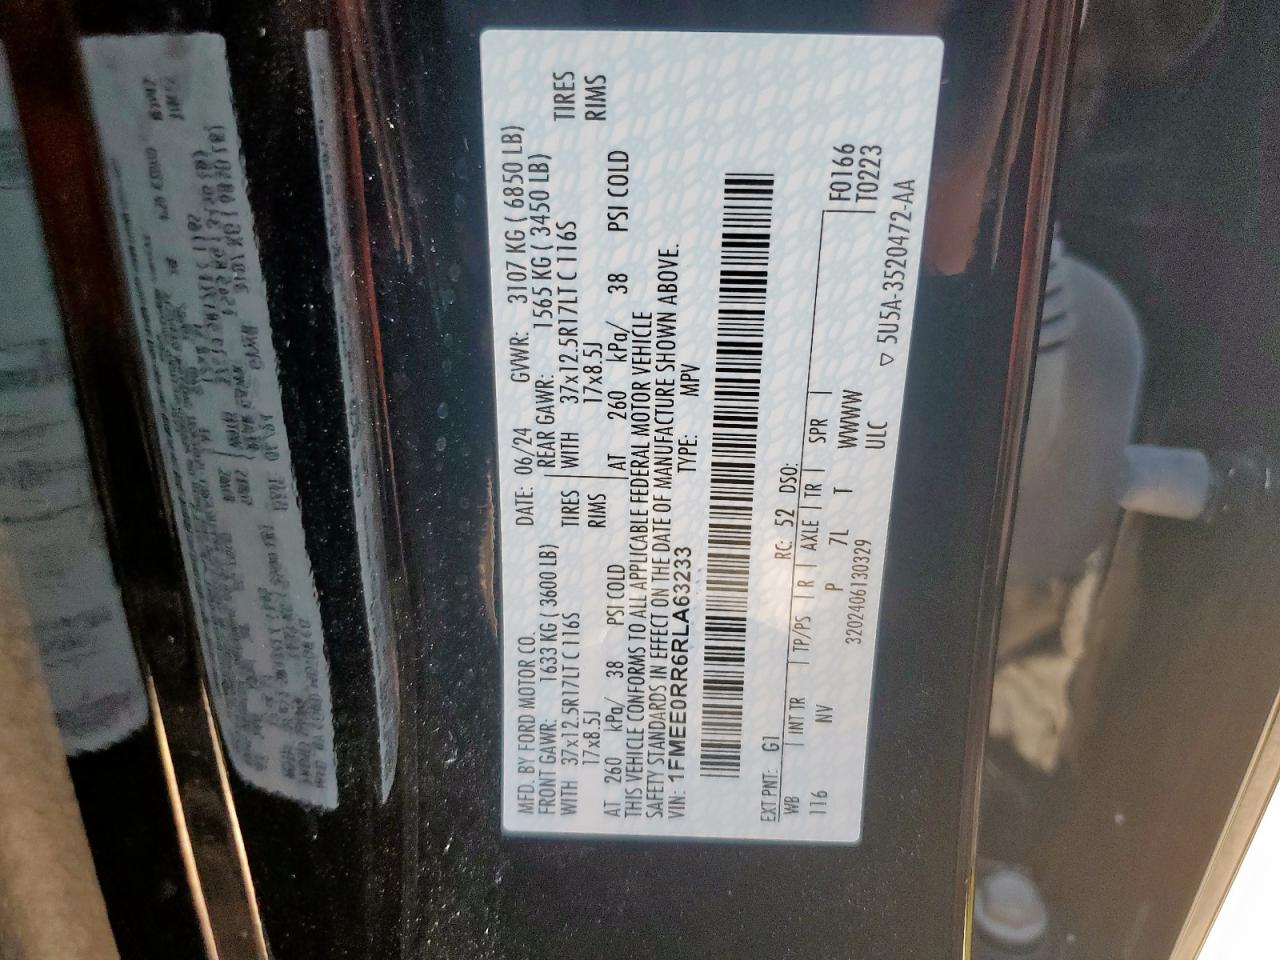 MFD. BY FORD MOTOR CO.
DATE: 06/24 GVWR: 3107 KG ( 6850 LB)
FRONT GAWR: 1633 KG ( 3600 LB) REAR GAWR: 1565 KG ( 3450 LB)
WITH 37x12.5R17LT C 116S TIRES WITH 37x12.5R17LT C 116S TIRES
17x8.5J RIMS 17x8.5J RIMS
AT 260 kPa/ 38 PSI COLD AT 260 kPa/ 38 PSI COLD
THIS VEHICLE CONFORMS TO ALL APPLICABLE FEDERAL MOTOR VEHICLE
SAFETY STANDARDS IN EFFECT ON THE DATE OF MANUFACTURE SHOWN ABOVE.
VIN: 1FMEE0RR6RLA63233 TYPE: MPV
EXT PNT: G1 RC: 52 DSO:
WB INT TR TP/PS R AXLE TR SPR F0166
116 NV P 7L T WWWW T0223
3202406130329 ULC
▽ 5U5A-3520472-AA